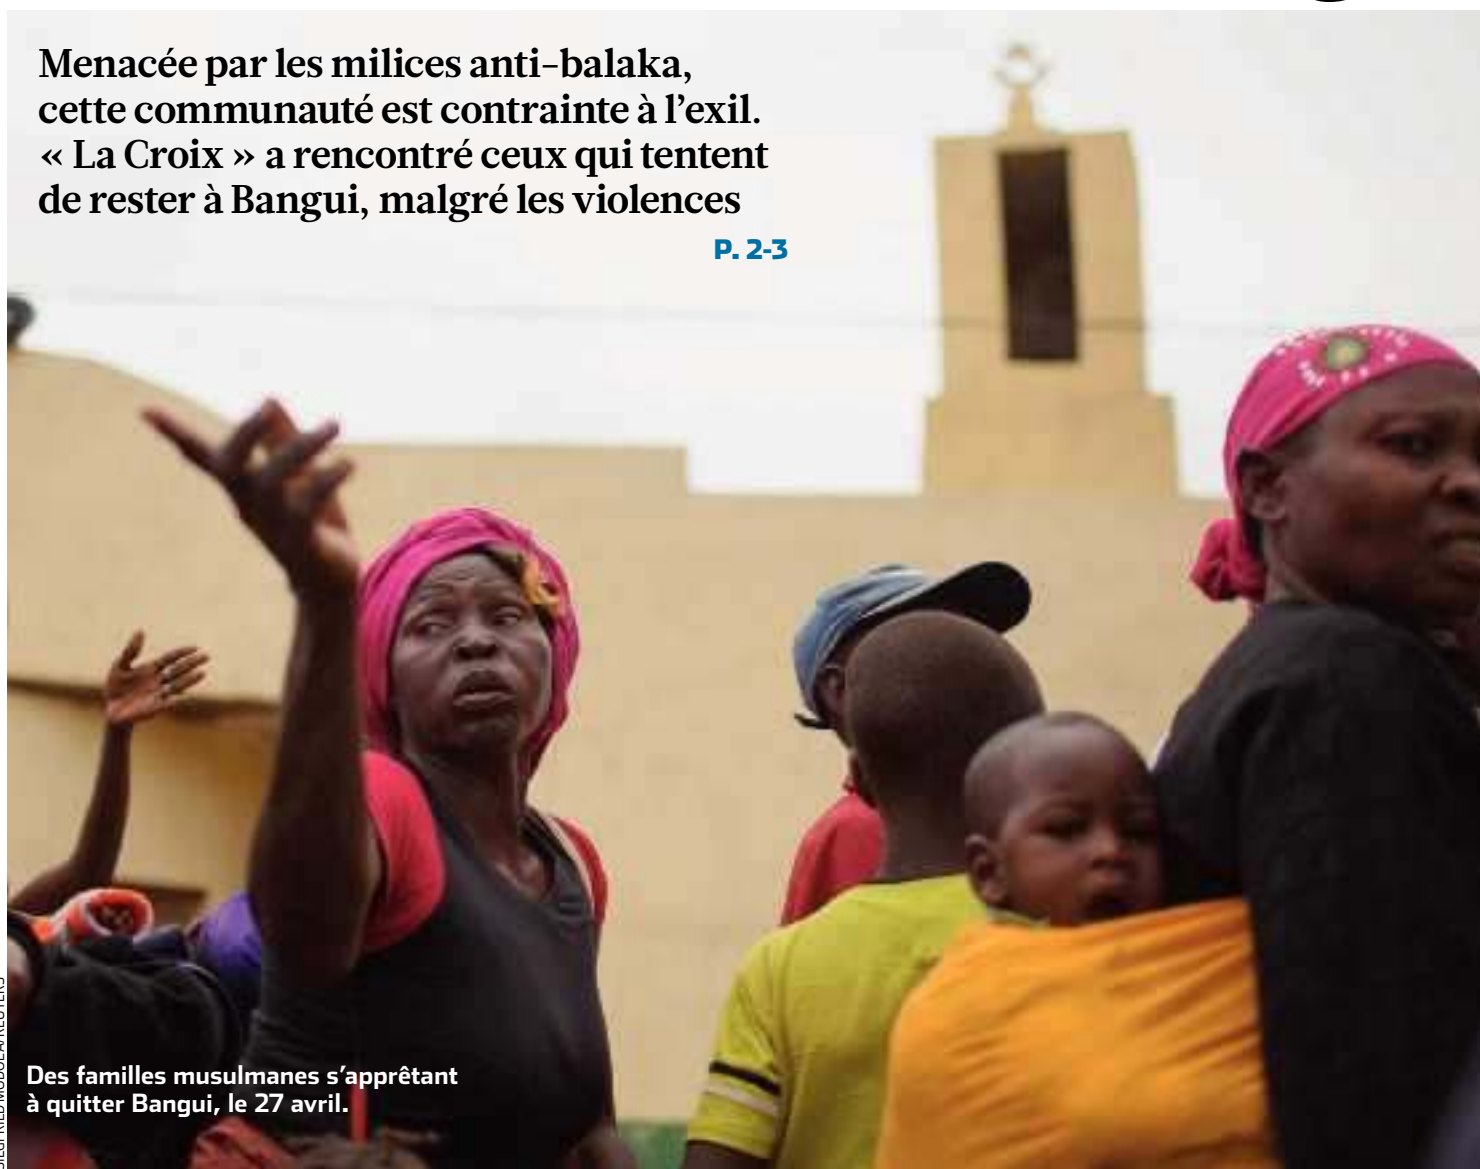 Menacée par les milices anti-balaka,
cette communauté est contrainte à l’exil.
« La Croix » a rencontré ceux qui tentent
de rester à Bangui, malgré les violences
P. 2-3
Des familles musulmanes s’apprêtant
à quitter Bangui, le 27 avril.